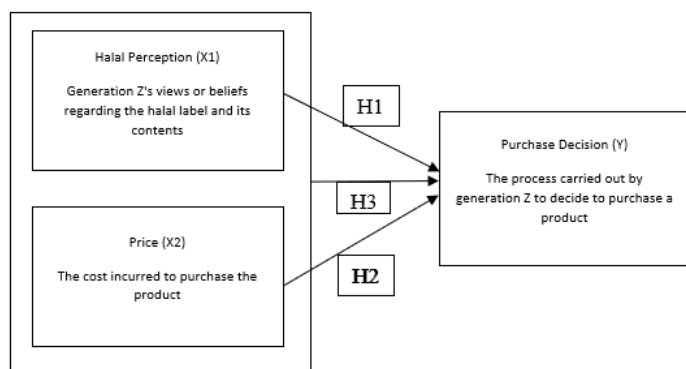 Halal Perception (X1)
Generation Z's views or beliefs
regarding the halal label and its
contents
H1
Purchase Decision (Y)
The process carried out by
generation Z to decide to purchase a
product
H3
Price (X2)
The cost incurred to purchase the
product
H2